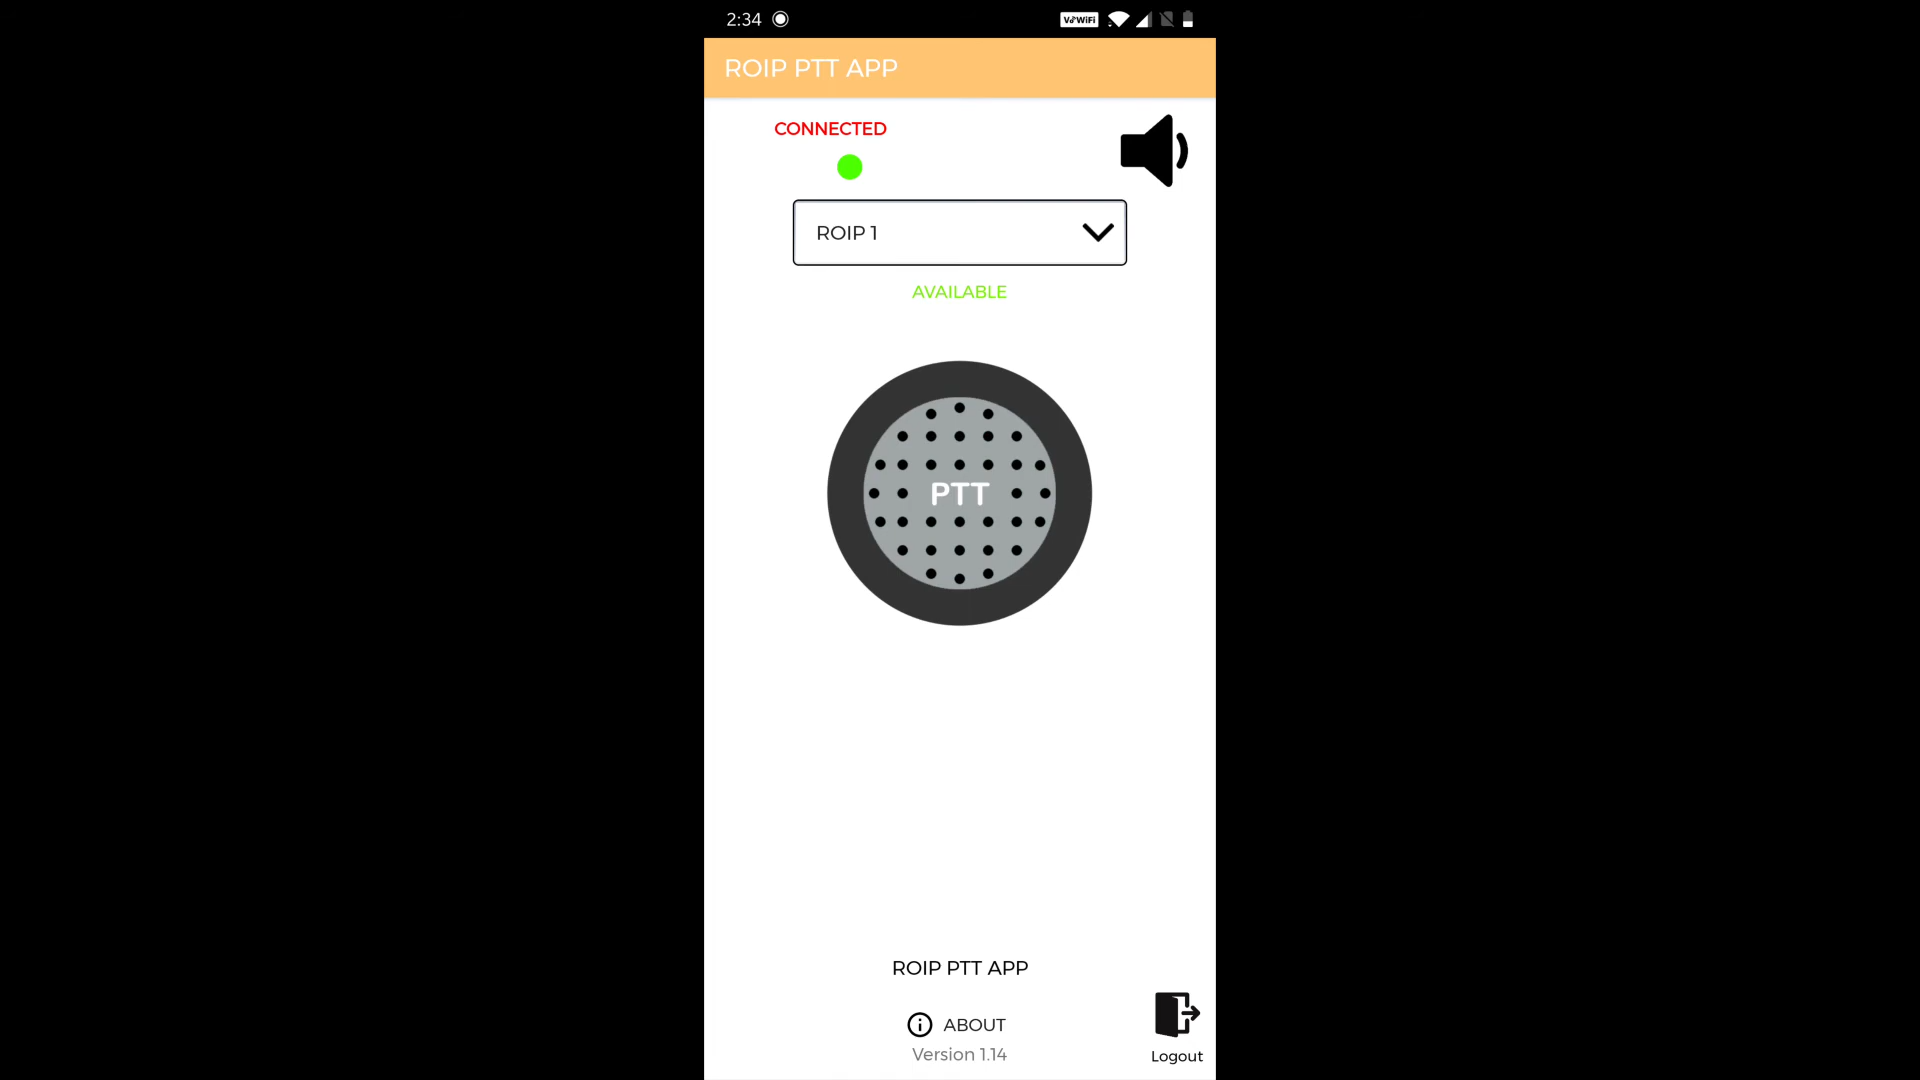 2:34
VoWiFi
ROIP PTT APP
CONNECTED
ROIP 1
AVAILABLE
PTT
ROIP PTT APP
ABOUT
Version 1.14
Logout